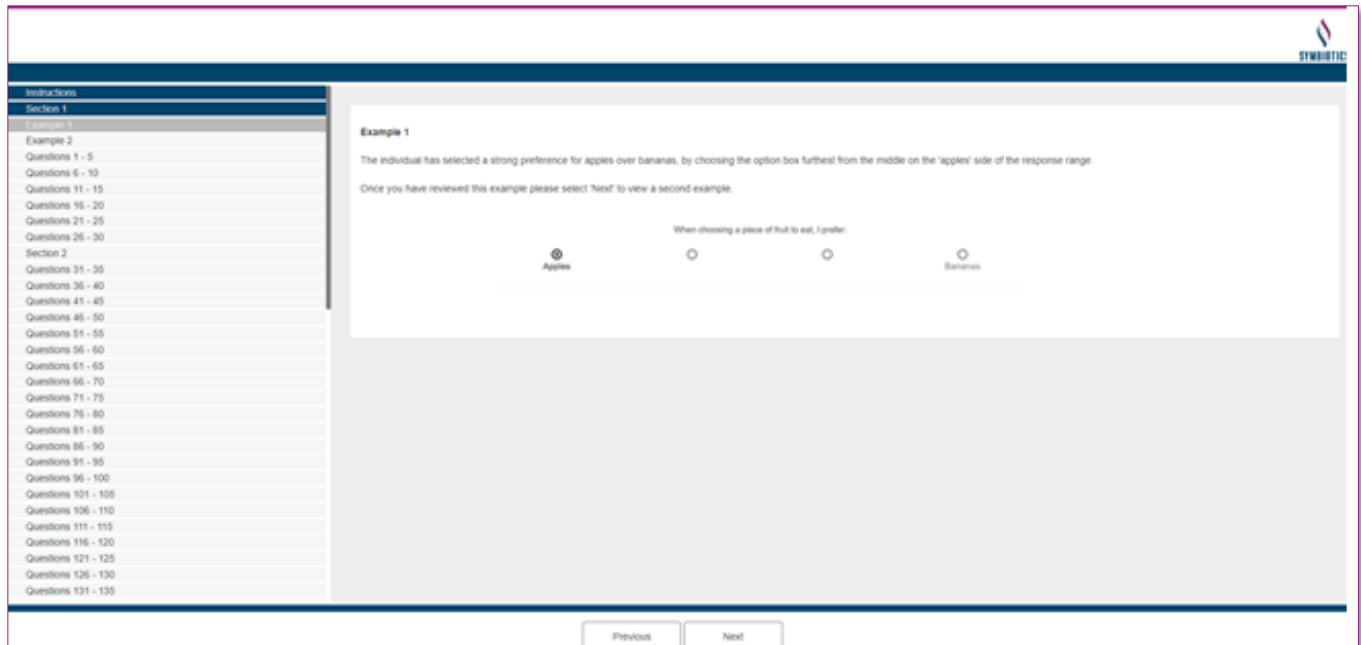 SYMBIOTICS
Instructions
Section 1
Example 1
Example 2
Questions 1 - 5
Questions 6 - 10
Questions 11 - 15
Questions 16 - 20
Questions 21 - 25
Questions 26 - 30
Section 2
Questions 31 - 35
Questions 36 - 40
Questions 41 - 45
Questions 46 - 50
Questions 51 - 55
Questions 56 - 60
Questions 61 - 65
Questions 66 - 70
Questions 71 - 75
Questions 76 - 80
Questions 81 - 85
Questions 86 - 90
Questions 91 - 95
Questions 96 - 100
Questions 101 - 105
Questions 106 - 110
Questions 111 - 115
Questions 116 - 120
Questions 121 - 125
Questions 126 - 130
Questions 131 - 135
Example 1
The individual has selected a strong preference for apples over bananas, by choosing the option box furthest from the middle on the 'apples' side of the response range.
Once you have reviewed this example please select 'Next' to view a second example.
When choosing a piece of fruit to eat, I prefer:
Apples Bananas
Previous Next